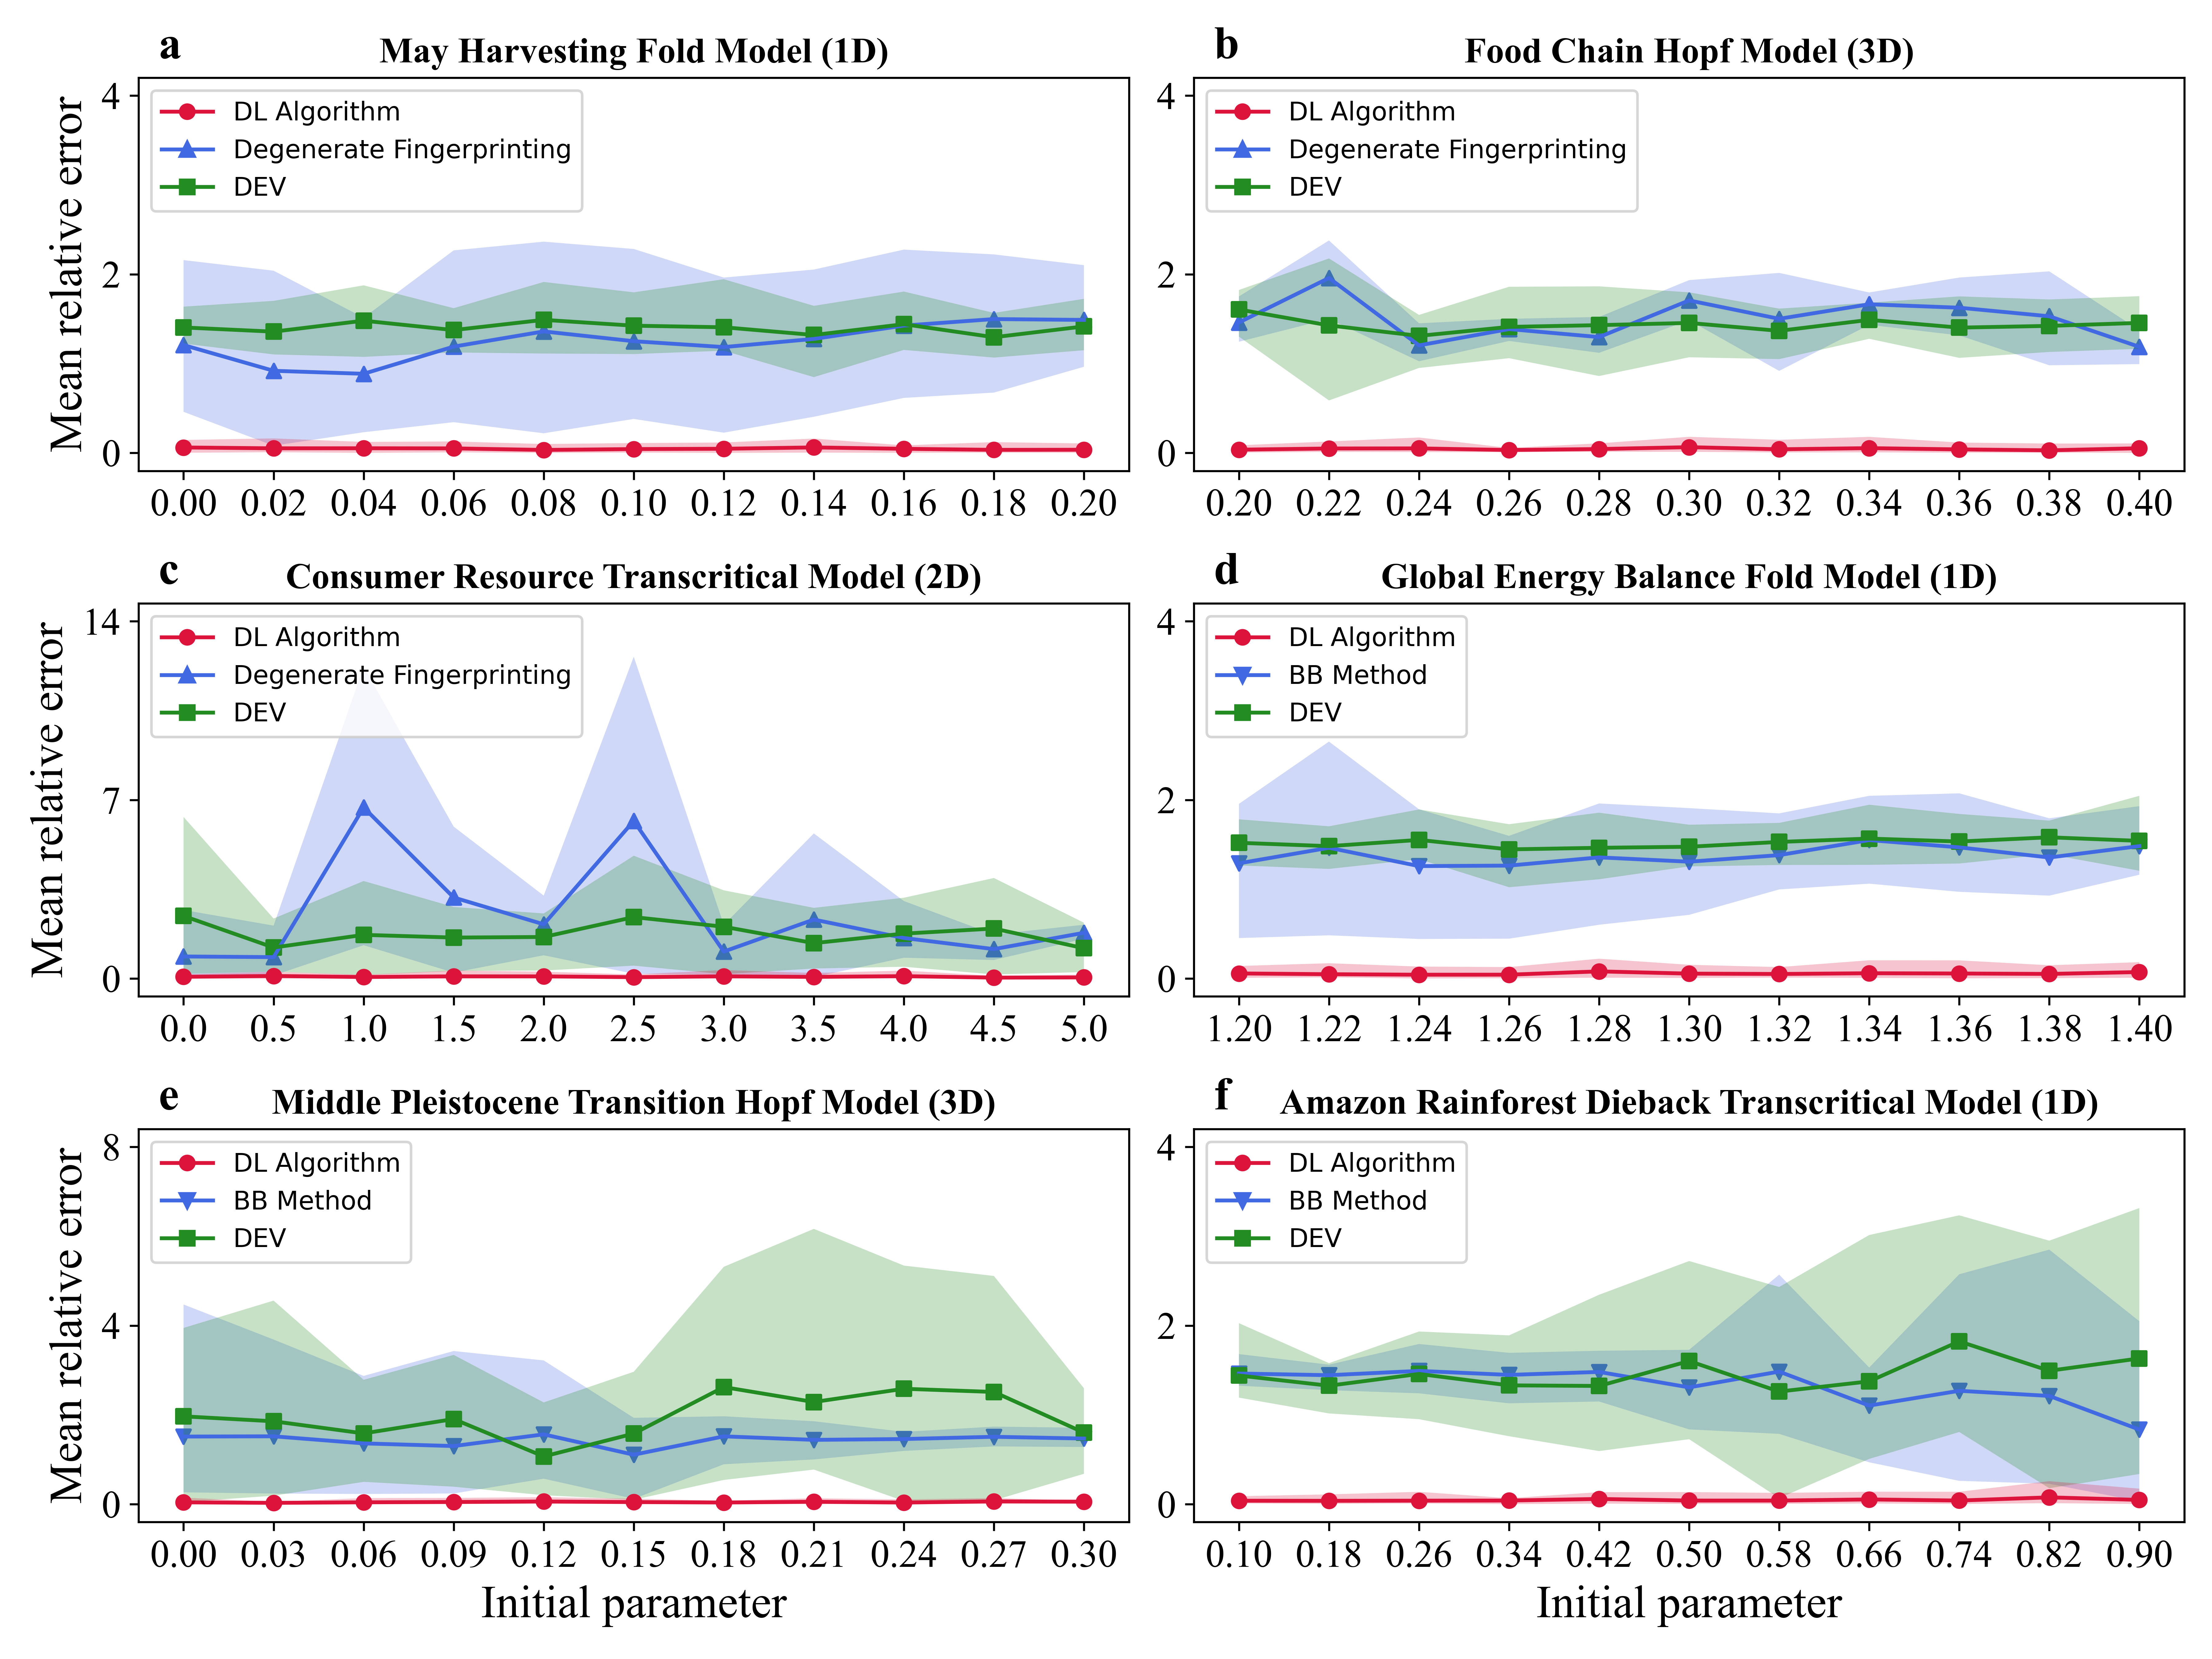 a
May Harvesting Fold Model (1D)
Mean relative error
4
2
0
DL Algorithm
Degenerate Fingerprinting
DEV
0.00 0.02 0.04 0.06 0.08 0.10 0.12 0.14 0.16 0.18 0.20
b
Food Chain Hopf Model (3D)
4
2
0
DL Algorithm
Degenerate Fingerprinting
DEV
0.20 0.22 0.24 0.26 0.28 0.30 0.32 0.34 0.36 0.38 0.40
c
Consumer Resource Transcritical Model (2D)
Mean relative error
14
7
0
DL Algorithm
Degenerate Fingerprinting
DEV
0.0 0.5 1.0 1.5 2.0 2.5 3.0 3.5 4.0 4.5 5.0
d
Global Energy Balance Fold Model (1D)
4
2
0
DL Algorithm
BB Method
DEV
1.20 1.22 1.24 1.26 1.28 1.30 1.32 1.34 1.36 1.38 1.40
e
Middle Pleistocene Transition Hopf Model (3D)
Mean relative error
8
4
0
DL Algorithm
BB Method
DEV
0.00 0.03 0.06 0.09 0.12 0.15 0.18 0.21 0.24 0.27 0.30
Initial parameter
f
Amazon Rainforest Dieback Transcritical Model (1D)
4
2
0
DL Algorithm
BB Method
DEV
0.10 0.18 0.26 0.34 0.42 0.50 0.58 0.66 0.74 0.82 0.90
Initial parameter